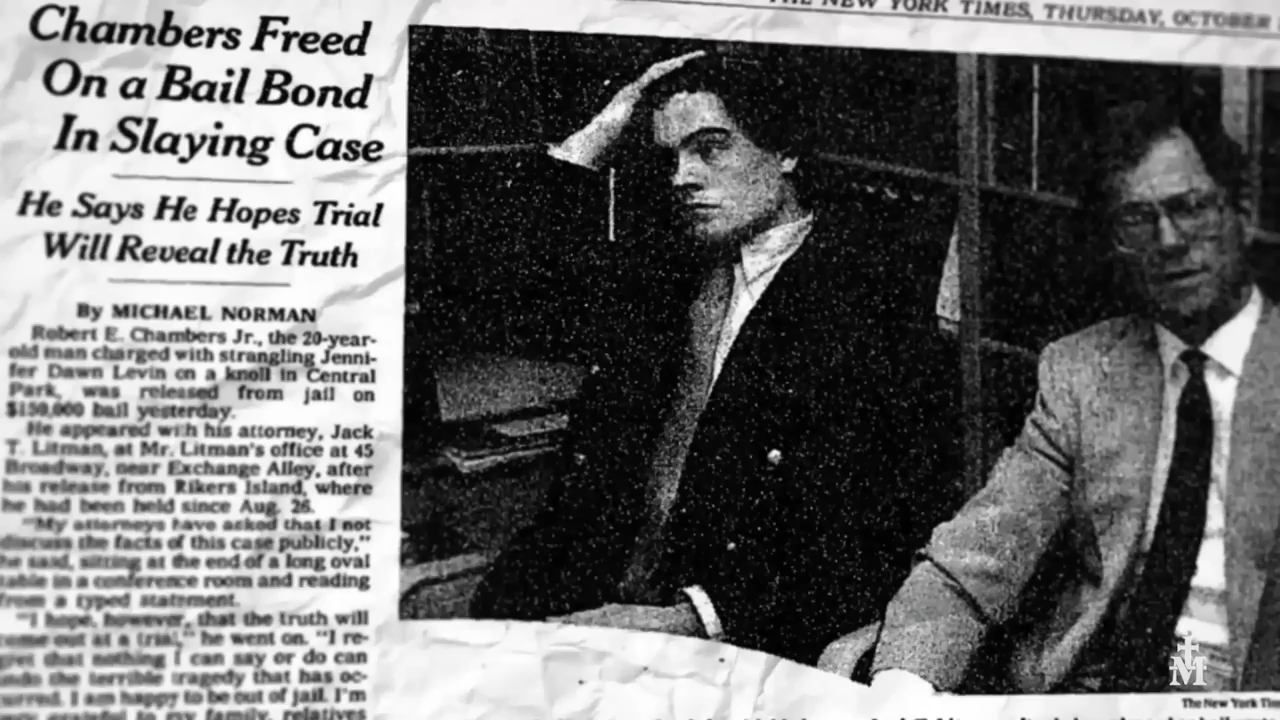 THE NEW YORK TIMES, THURSDAY, OCTOBER
Chambers Freed
On a Bail Bond
In Slaying Case
He Says He Hopes Trial
Will Reveal the Truth
By MICHAEL NORMAN
Robert E. Chambers Jr., the 20-year-
old man charged with strangling Jenni-
fer Dawn Levin on a knoll in Central
Park, was released from jail on
$150,000 bail yesterday.
He appeared with his attorney, Jack
T. Litman, at Mr. Litman's office at 45
Broadway, near Exchange Alley, after
his release from Rikers Island, where
he had been held since Aug. 26.
"My attorneys have asked that I not
discuss the facts of this case publicly,"
he said, sitting at the end of a long oval
table in a conference room and reading
from a typed statement.
"I hope, however, that the truth will
come out at a trial," he went on. "I re-
gret that nothing I can say or do can
undo the terrible tragedy that has oc-
curred. I am happy to be out of jail. I'm
very grateful to my family, relatives
The New York Tim
M